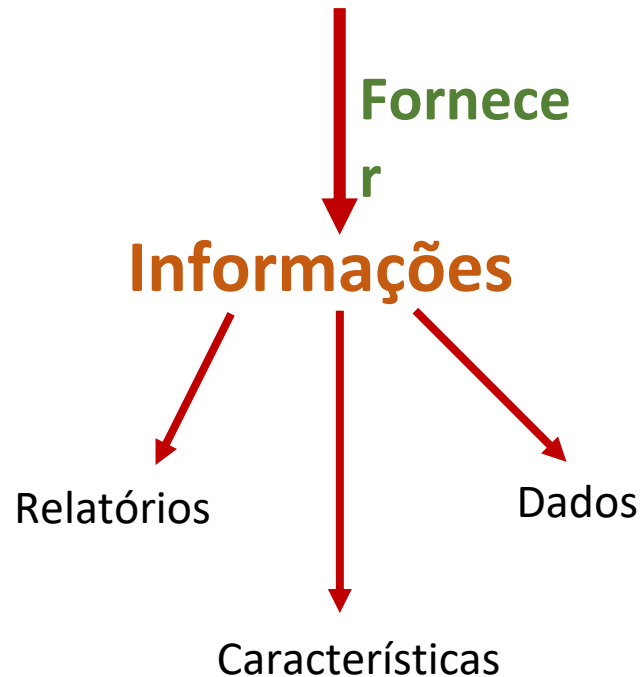 Fornece
r
Informações
Relatórios
Dados
Características